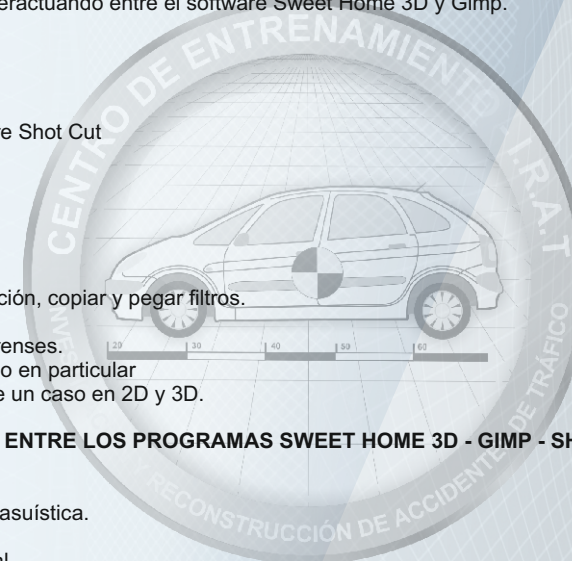 eractuando entre el software Sweet Home 3D y Gimp.
CENTRO DE ENTRENAMIENTO I.R.A.T
e Shot Cut
ción, copiar y pegar filtros.
renses.
20 30 40 50 60
o en particular
e un caso en 2D y 3D.
ENTRE LOS PROGRAMAS SWEET HOME 3D - GIMP - SH
RECONSTRUCCIÓN DE ACCIDENTES DE TRÁFICO
asuística.